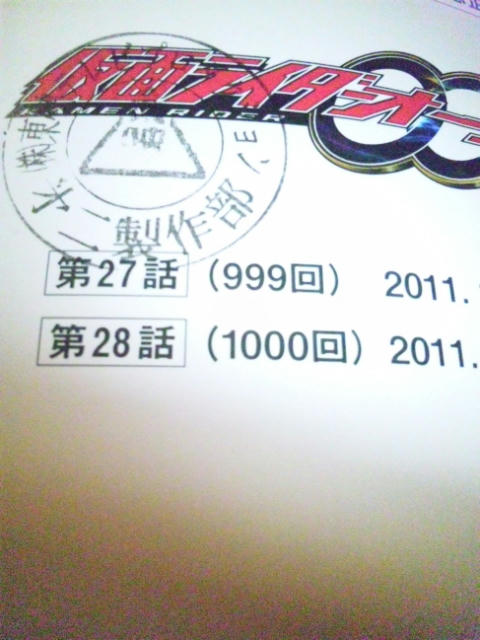 仮面ライダーオー
KAMEN RIDER
製作部
第27話 (999回) 2011.
第28話 (1000回) 2011.